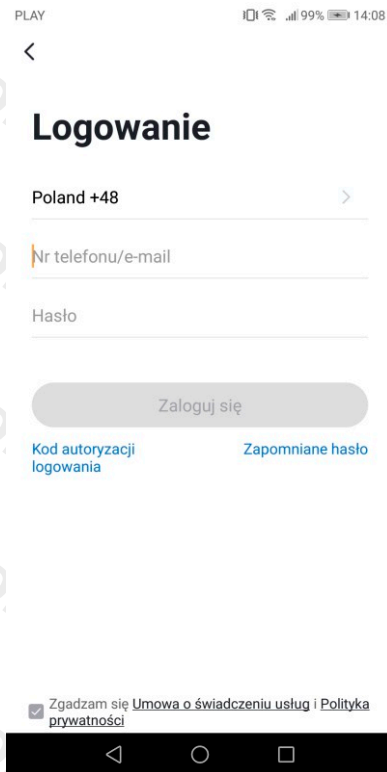 PLAY 99% 14:08
Logowanie
Poland +48
Nr telefonu/e-mail
Hasło
Zaloguj się
Kod autoryzacji
logowania
Zapomniane hasło
Zgadzam się Umowa o świadczeniu usług i Polityka
prywatności